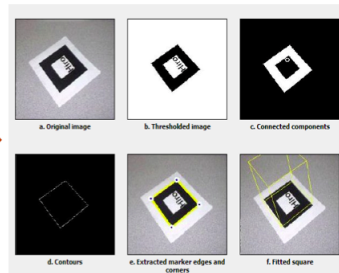 a. Original image
b. Thresholded image
c. Connected components
d. Contours
e. Extracted marker edges and
corners
f. Fitted square